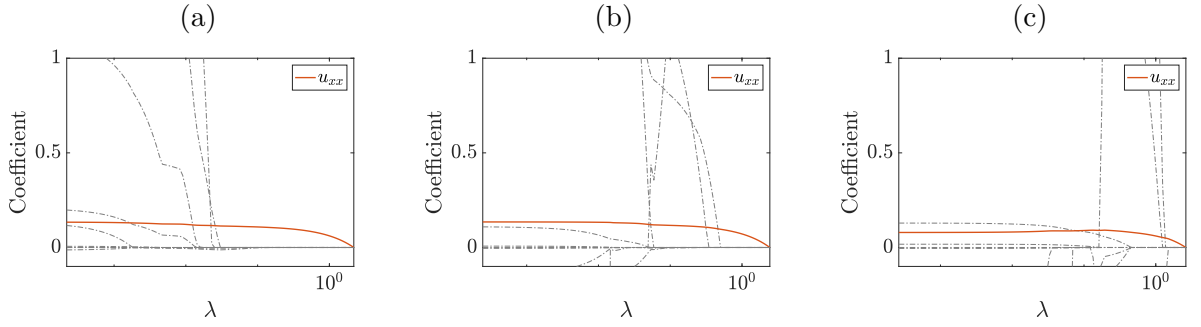 (a)
1
0.5
0
Coefficient
u_{xx}
10^0
λ
(b)
1
0.5
0
Coefficient
u_{xx}
10^0
λ
(c)
1
0.5
0
Coefficient
u_{xx}
10^0
λ